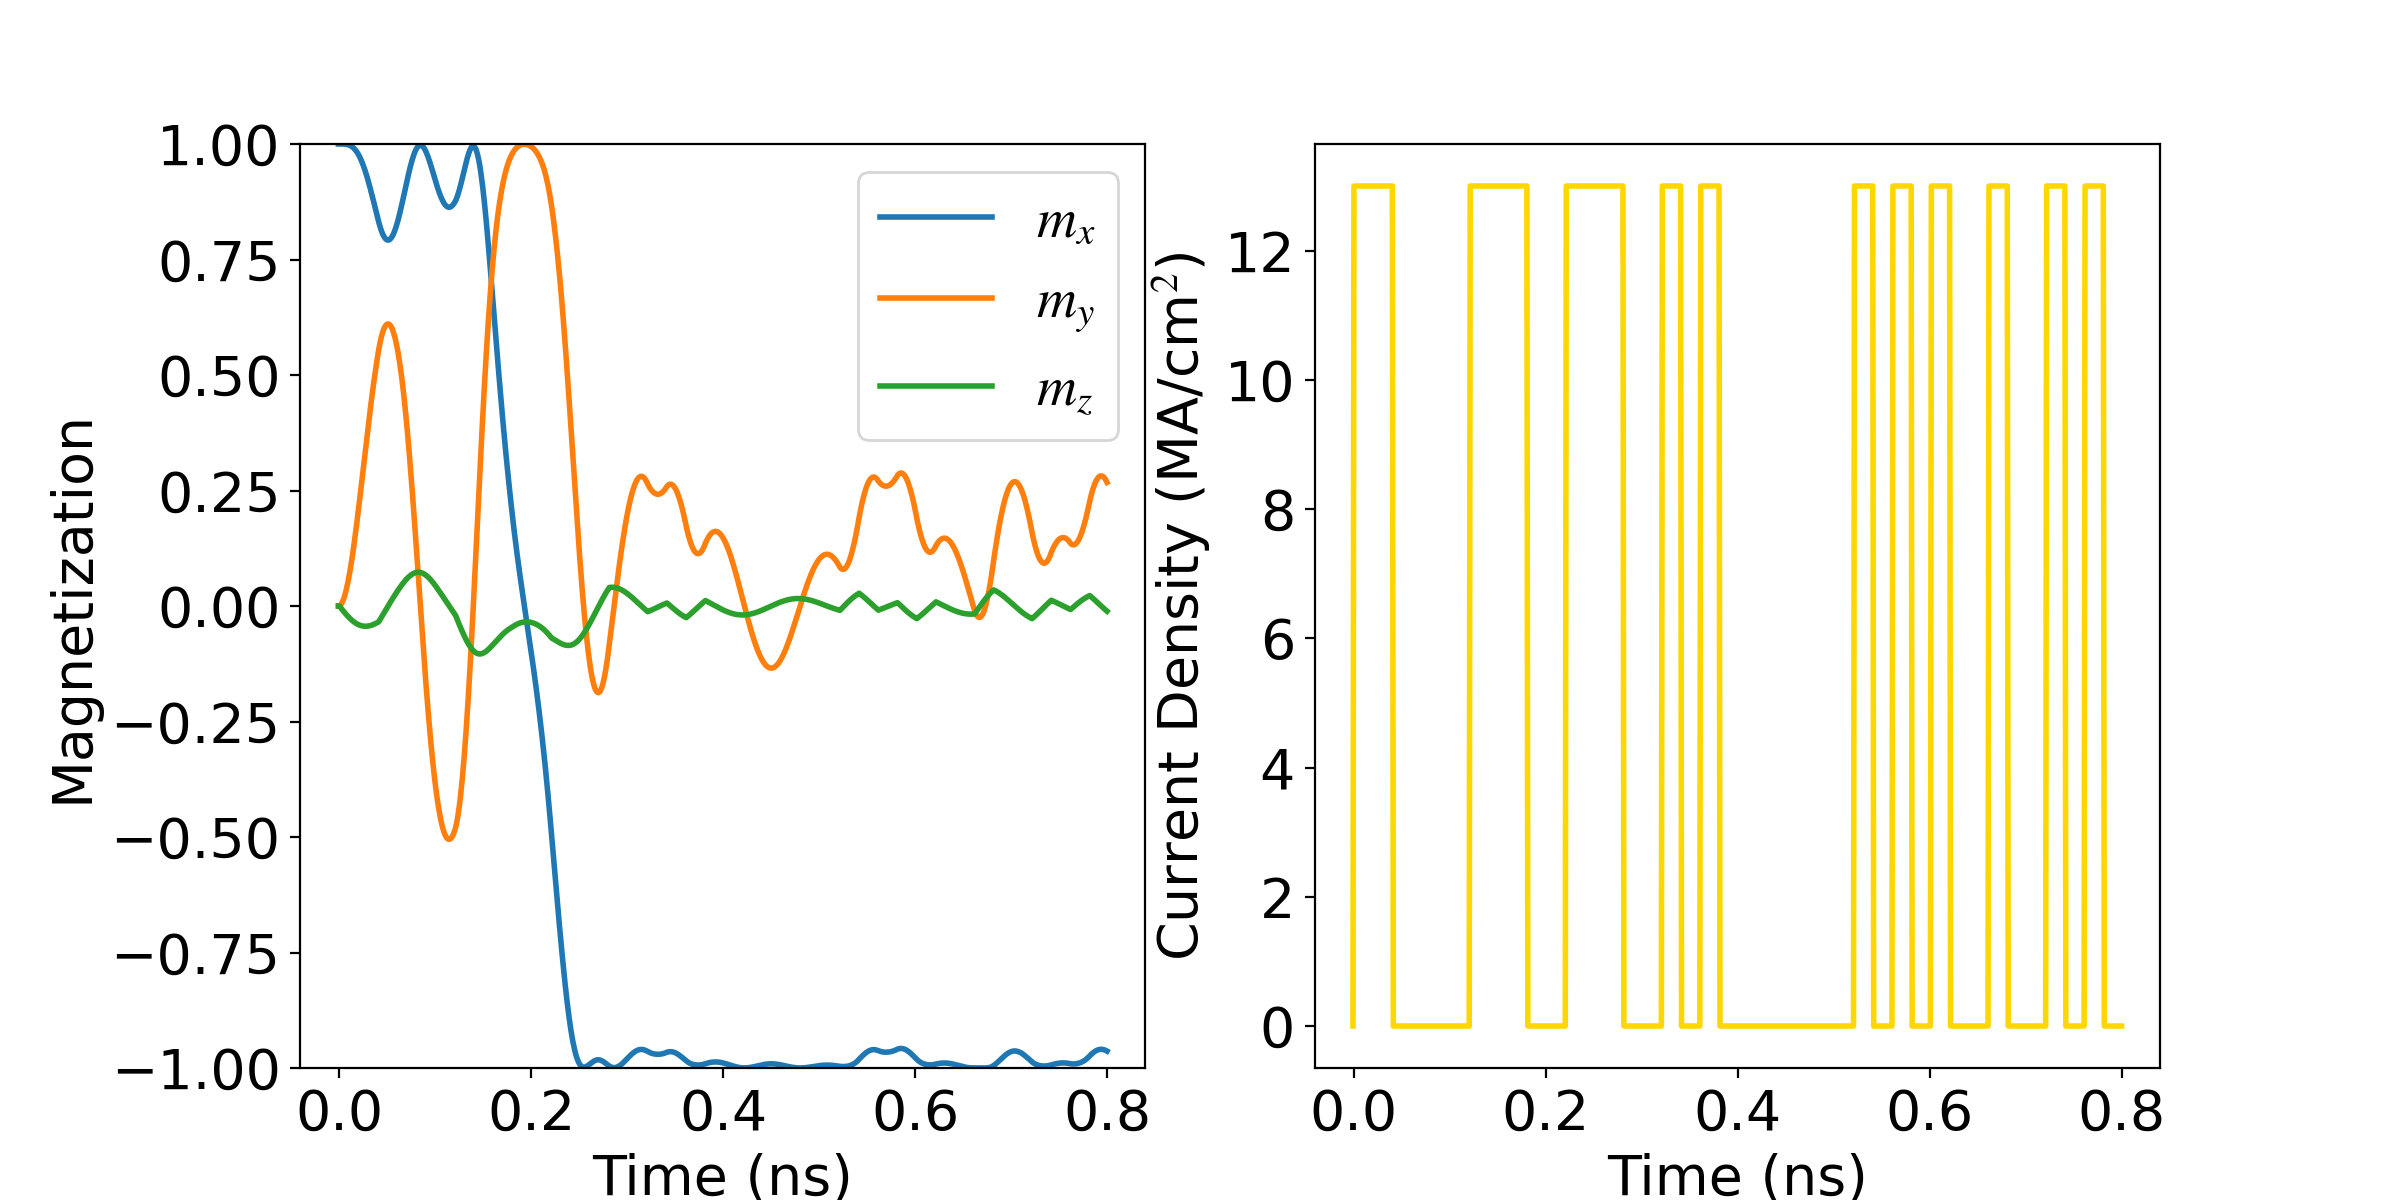 Magnetization
1.00
0.75
0.50
0.25
0.00
−0.25
−0.50
−0.75
−1.00
0.0 0.2 0.4 0.6 0.8
Time (ns)
m_x
m_y
m_z
Current Density (MA/cm²)
12
10
8
6
4
2
0
0.0 0.2 0.4 0.6 0.8
Time (ns)